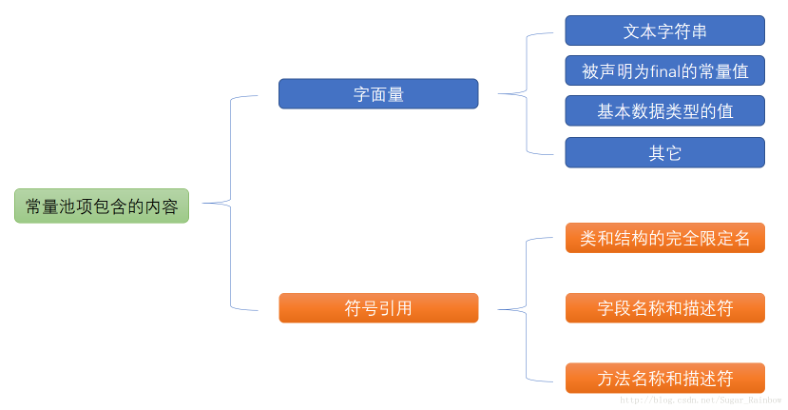 常量池项包含的内容
字面量
文本字符串
被声明为final的常量值
基本数据类型的值
其它
符号引用
类和结构的完全限定名
字段名称和描述符
方法名称和描述符
http://blog.csdn.net/Sugar_Rainbow